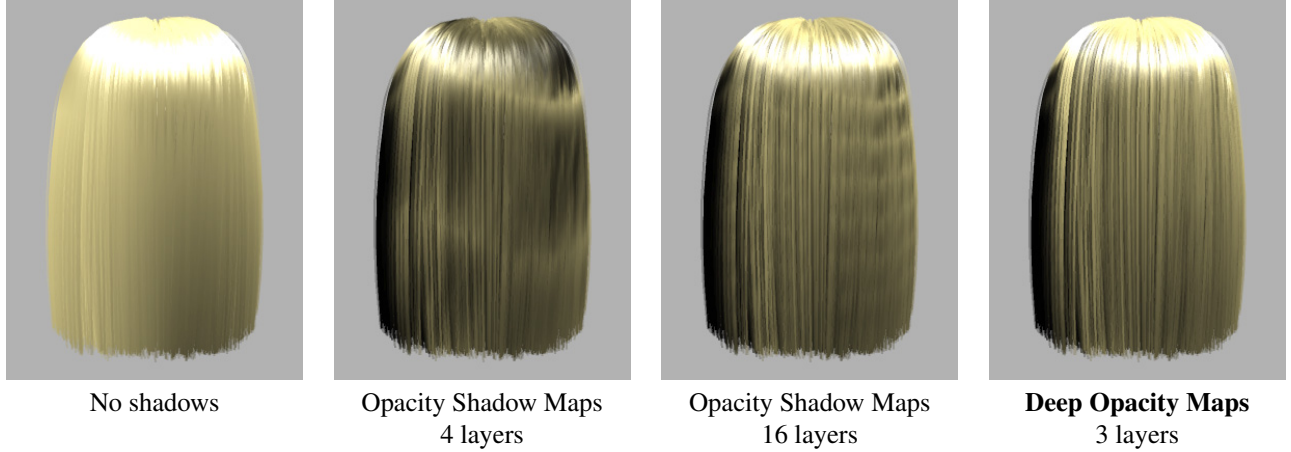 No shadows
Opacity Shadow Maps
4 layers
Opacity Shadow Maps
16 layers
Deep Opacity Maps
3 layers